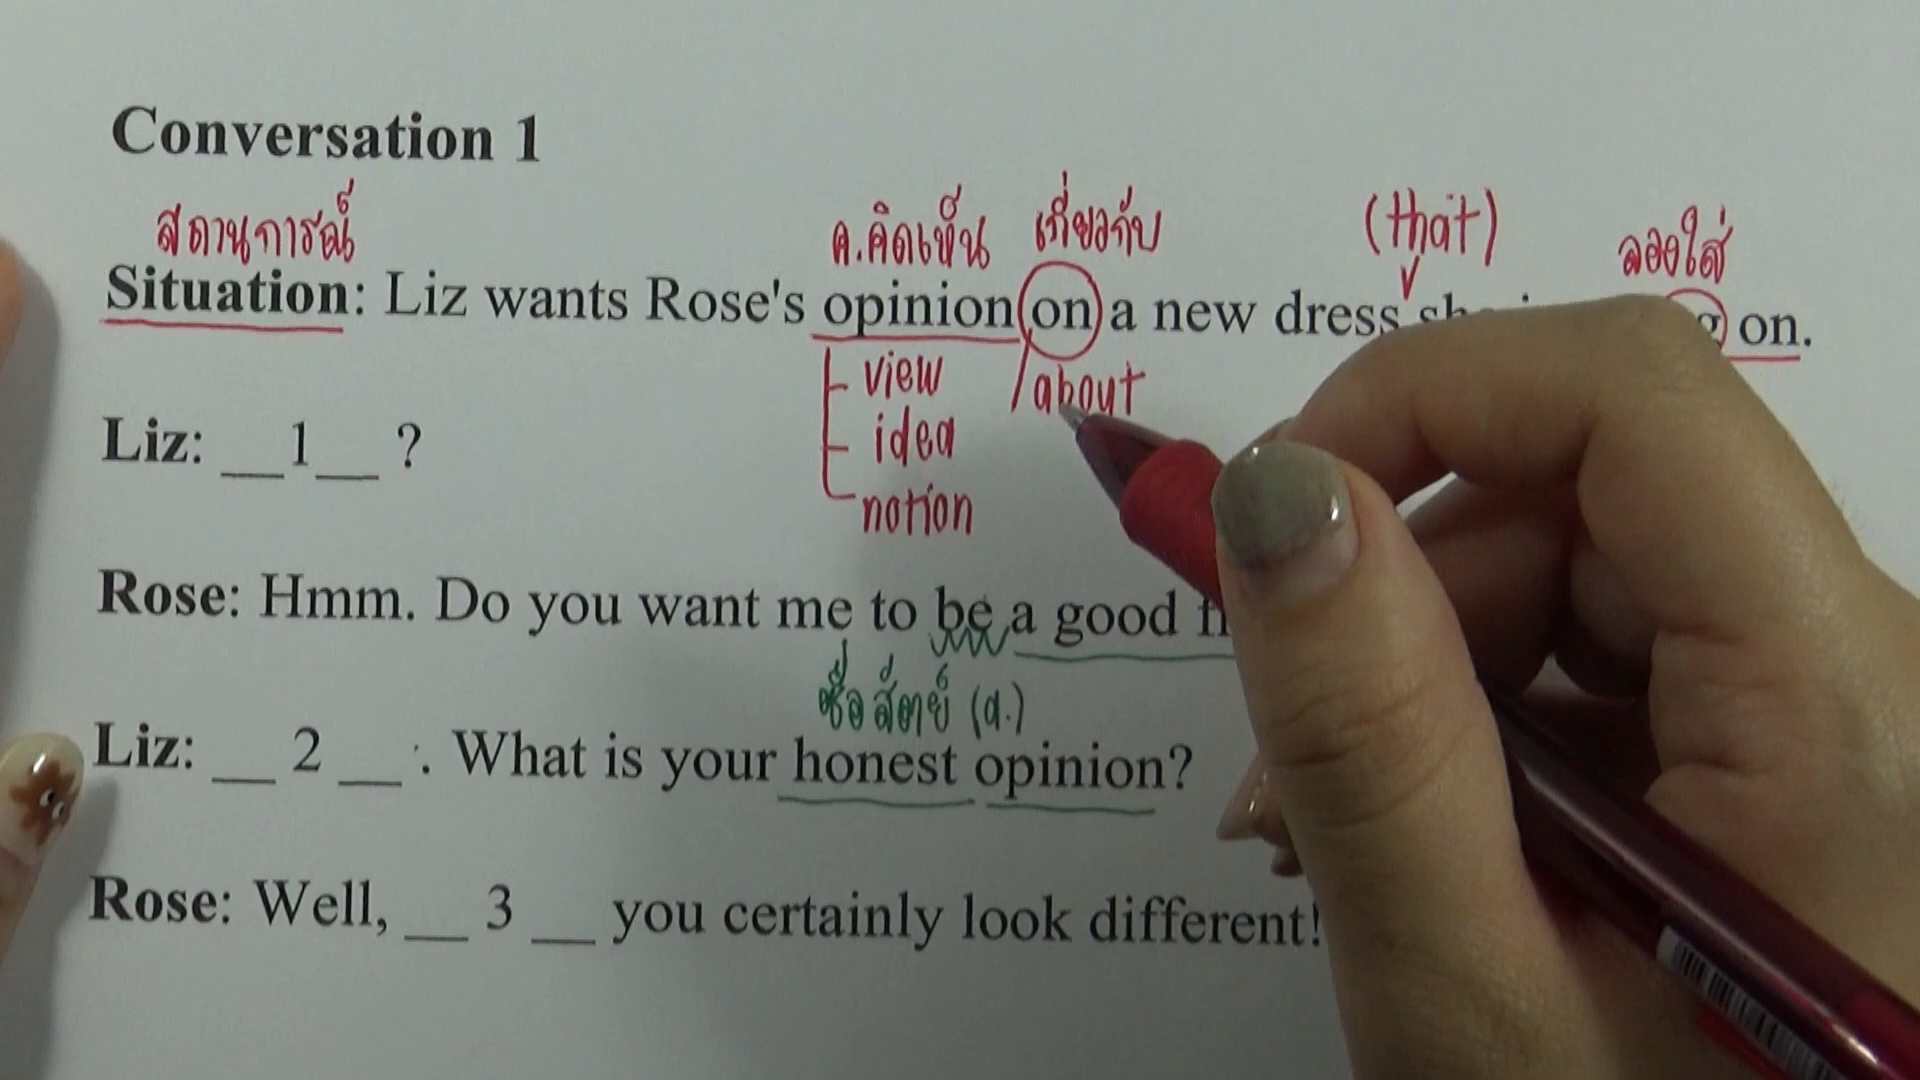 Conversation 1
สถานการณ์ ค.คิดเห็น เกี่ยวกับ (that) ลองใส่
Situation: Liz wants Rose's opinion on a new dress on.
view / about
Liz: __1__ ? idea
notion
Rose: Hmm. Do you want me to be a good
ซื่อสัตย์ (a.)
Liz: __ 2 __ . What is your honest opinion?
Rose: Well, __ 3 __ you certainly look different!